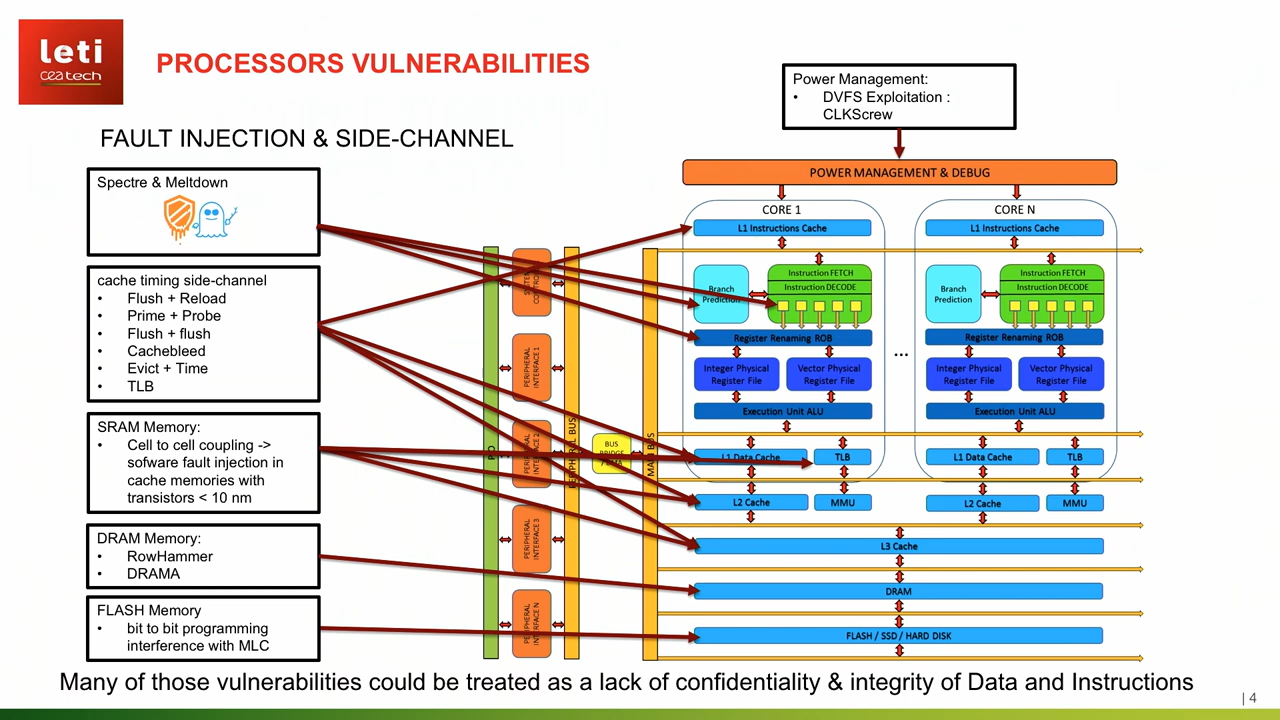 leti
cea tech
PROCESSORS VULNERABILITIES
FAULT INJECTION & SIDE-CHANNEL
Power Management:
• DVFS Exploitation :
CLKScrew
Spectre & Meltdown
cache timing side-channel
• Flush + Reload
• Prime + Probe
• Flush + flush
• Cachebleed
• Evict + Time
• TLB
SRAM Memory:
• Cell to cell coupling ->
sofware fault injection in
cache memories with
transistors < 10 nm
DRAM Memory:
• RowHammer
• DRAMA
FLASH Memory
• bit to bit programming
interference with MLC
PERIPHERAL
INTERFACE 1
PERIPHERAL
INTERFACE 2
PERIPHERAL
INTERFACE 3
PERIPHERAL
INTERFACE N
PERIPHERAL BUS
BUS
BRIDGE
MAIN BUS
POWER MANAGEMENT & DEBUG
CORE 1
L1 Instructions Cache
Branch
Prediction
Instruction FETCH
Instruction DECODE
Register Renaming ROB
Integer Physical
Register File
Vector Physical
Register File
Execution Unit ALU
L1 Data Cache
TLB
L2 Cache
MMU
...
CORE N
L1 Instructions Cache
Branch
Prediction
Instruction FETCH
Instruction DECODE
Register Renaming ROB
Integer Physical
Register File
Vector Physical
Register File
Execution Unit ALU
L1 Data Cache
TLB
L2 Cache
MMU
L3 Cache
DRAM
FLASH / SSD / HARD DISK
Many of those vulnerabilities could be treated as a lack of confidentiality & integrity of Data and Instructions
| 4